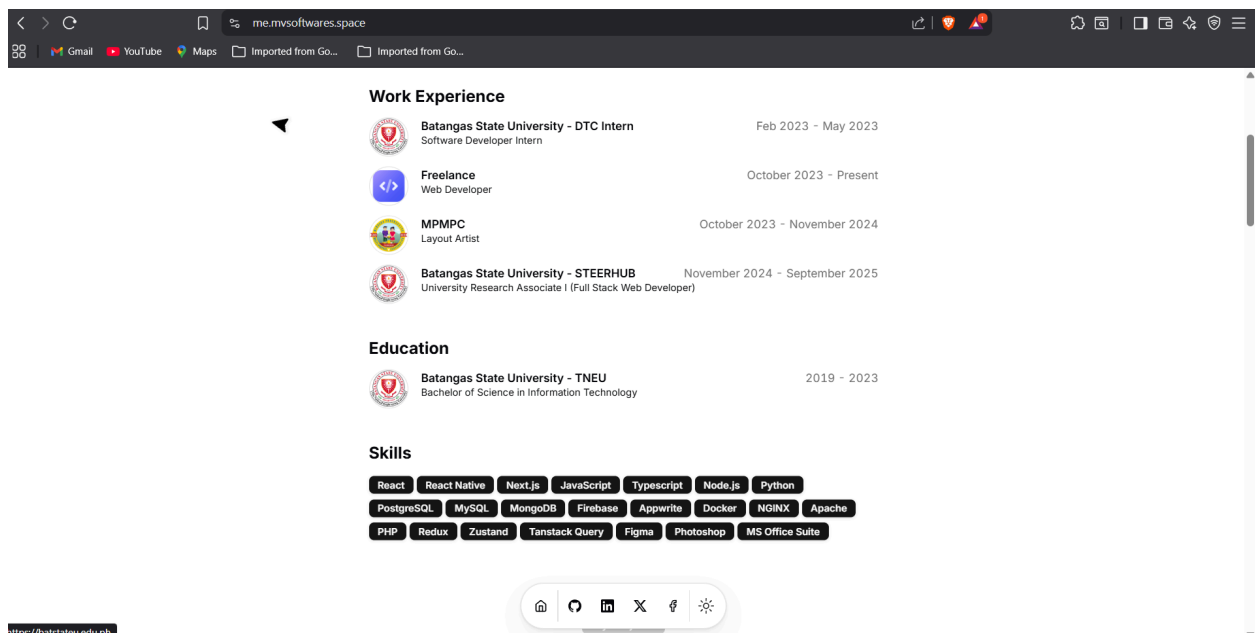 me.mvsoftwares.space
Gmail YouTube Maps Imported from Go... Imported from Go...
Work Experience
Batangas State University - DTC Intern Feb 2023 - May 2023
Software Developer Intern
Freelance October 2023 - Present
Web Developer
MPMPC October 2023 - November 2024
Layout Artist
Batangas State University - STEERHUB November 2024 - September 2025
University Research Associate I (Full Stack Web Developer)
Education
Batangas State University - TNEU 2019 - 2023
Bachelor of Science in Information Technology
Skills
React React Native Next.js JavaScript Typescript Node.js Python
PostgreSQL MySQL MongoDB Firebase Appwrite Docker NGINX Apache
PHP Redux Zustand Tanstack Query Figma Photoshop MS Office Suite
https://batstateu.edu.ph